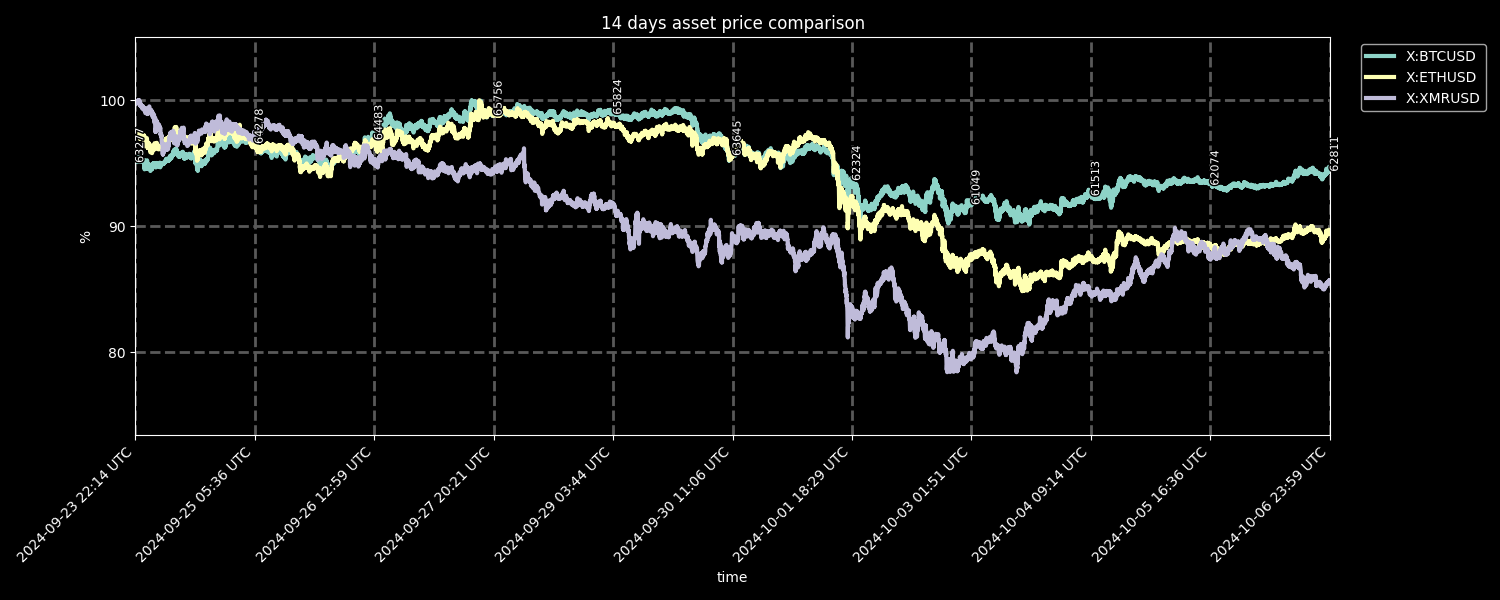 14 days asset price comparison
X:BTCUSD
X:ETHUSD
X:XMRUSD
100
90
80
%
64278
64483
65756
65824
63645
62324
61049
61513
62074
62811
2024-09-23 22:14 UTC
2024-09-25 05:36 UTC
2024-09-26 12:59 UTC
2024-09-27 20:21 UTC
2024-09-29 03:44 UTC
2024-09-30 11:06 UTC
2024-10-01 18:29 UTC
2024-10-03 01:51 UTC
2024-10-04 09:14 UTC
2024-10-05 16:36 UTC
2024-10-06 23:59 UTC
time